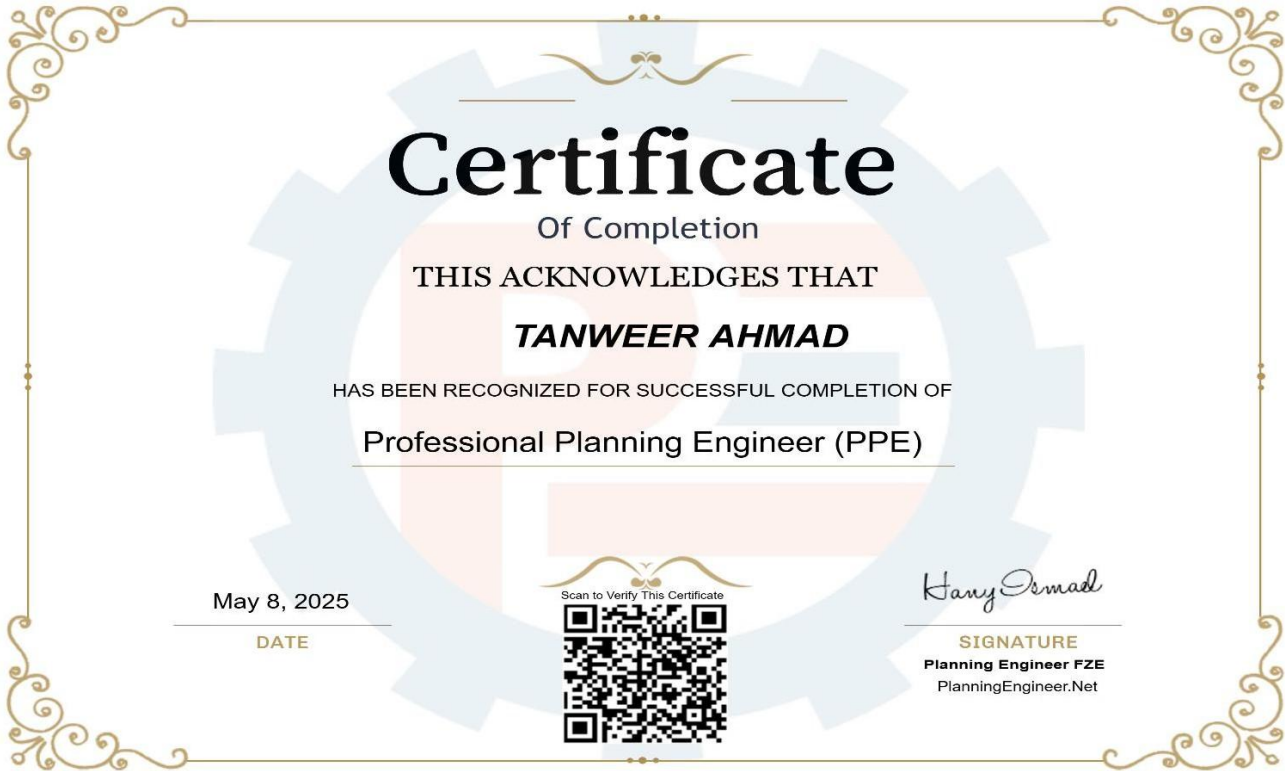 Certificate
Of Completion
THIS ACKNOWLEDGES THAT
TANWEER AHMAD
HAS BEEN RECOGNIZED FOR SUCCESSFUL COMPLETION OF
Professional Planning Engineer (PPE)
May 8, 2025
DATE
Scan to Verify This Certificate
Hany Ismael
SIGNATURE
Planning Engineer FZE
PlanningEngineer.Net